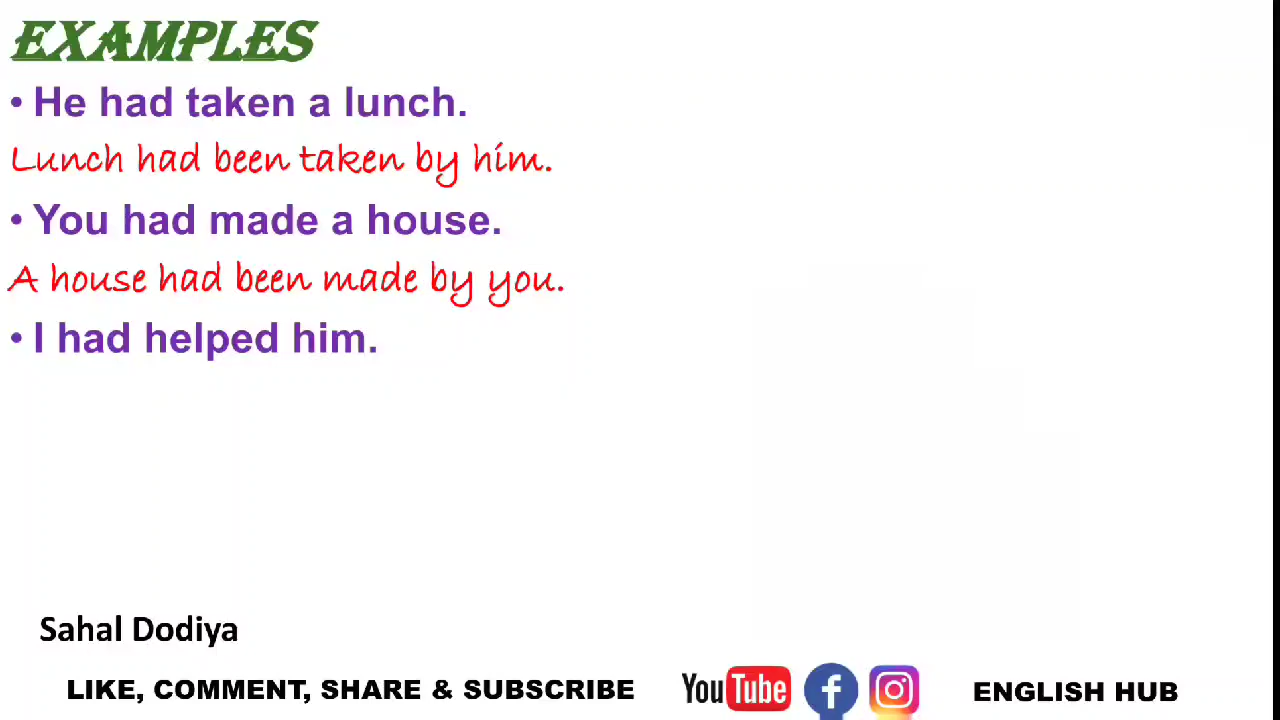 EXAMPLES
• He had taken a lunch.
Lunch had been taken by him.
• You had made a house.
A house had been made by you.
• I had helped him.
Sahal Dodiya
LIKE, COMMENT, SHARE & SUBSCRIBE
YouTube
f
ENGLISH HUB